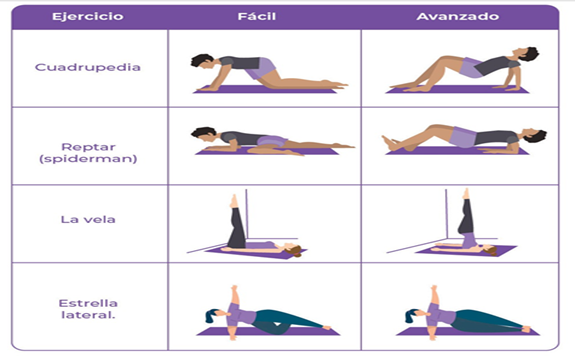 Ejercicio Fácil Avanzado
Cuadrupedia
Reptar
(spiderman)
La vela
Estrella
lateral.